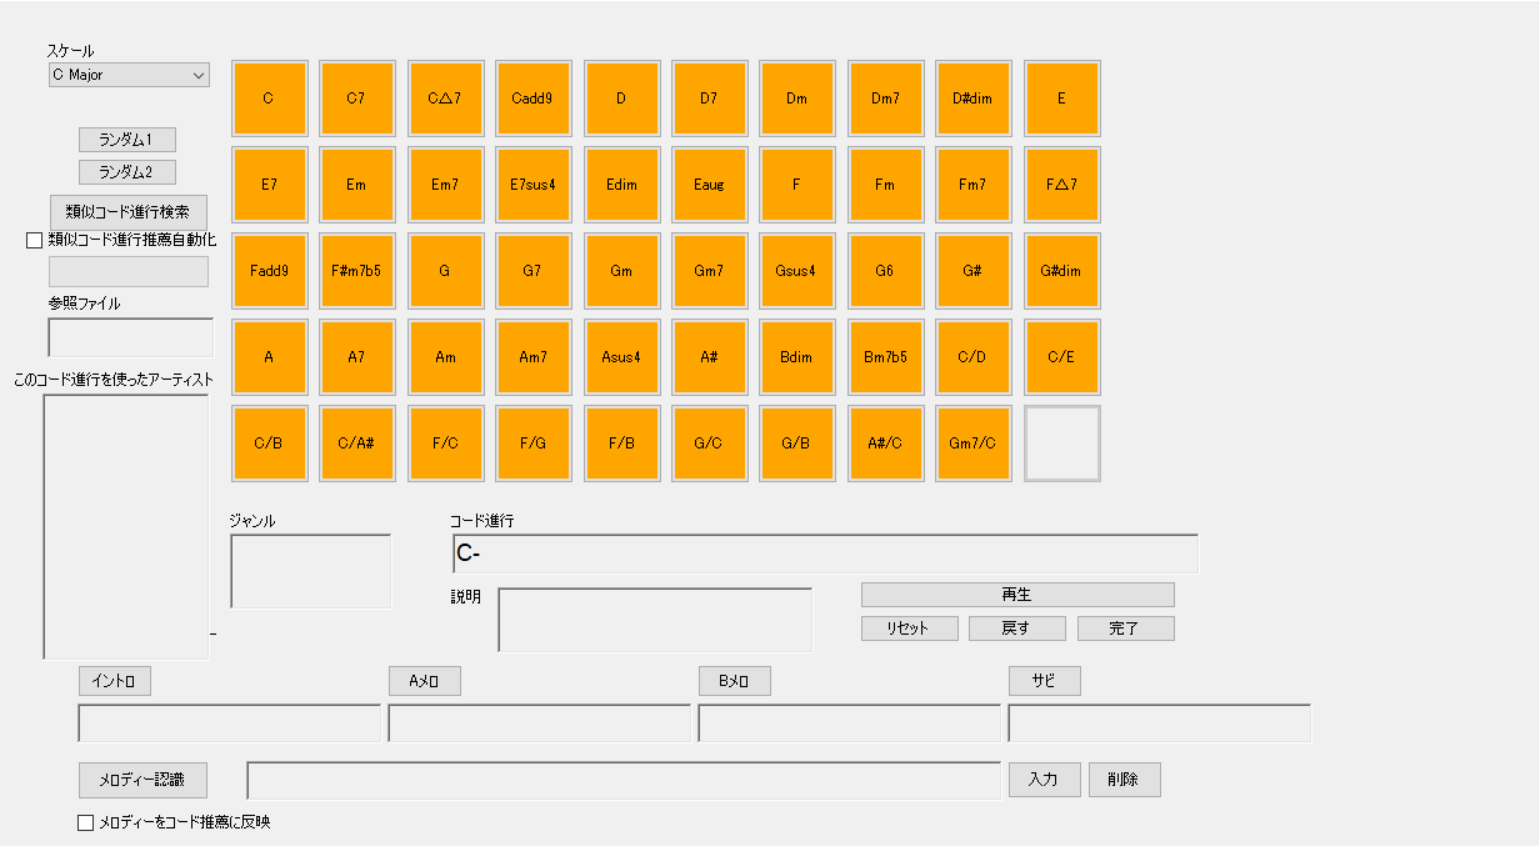 スケール
C Major
ランダム1
ランダム2
類似コード進行検索
類似コード進行推薦自動化
参照ファイル
このコード進行を使ったアーティスト
C C7 C△7 Cadd9 D D7 Dm Dm7 D#dim E
E7 Em Em7 E7sus4 Edim Eaug F Fm Fm7 F△7
Fadd9 F#m7b5 G G7 Gm Gm7 Gsus4 G6 G# G#dim
A A7 Am Am7 Asus4 A# Bdim Bm7b5 C/D C/E
C/B C/A# F/C F/G F/B G/C G/B A#/C Gm7/C
ジャンル
コード進行
C-
説明
再生
リセット 戻す 完了
イントロ Aメロ Bメロ サビ
メロディー認識 入力 削除
メロディーをコード推薦に反映